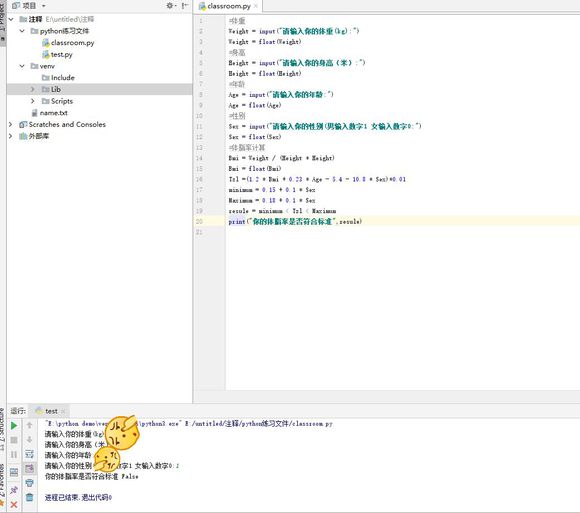 项目
classroom.py
注释 E:\untitled\注释
python练习文件
classroom.py
test.py
venv
Include
Lib
Scripts
name.txt
Scratches and Consoles
外部库
1 #体重
2 Weight = input("请输入你的体重(kg):")
3 Weight = float(Weight)
4 #身高
5 Height = input("请输入你的身高（米）:")
6 Height = float(Height)
7 #年龄
8 Age = input("请输入你的年龄:")
9 Age = float(Age)
10 #性别
11 Sex = input("请输入你的性别(男输入数字1 女输入数字0:")
12 Sex = float(Sex)
13 #体脂率计算
14 Bmi = Weight / (Height * Height)
15 Bmi = float(Bmi)
16 Tzl =(1.2 * Bmi + 0.23 * Age - 5.4 - 10.8 * Sex)*0.01
17 minimum = 0.15 + 0.1 * Sex
18 Maximum = 0.18 + 0.1 * Sex
19 resule = minimum < Tzl < Maximum
20 print("你的体脂率是否符合标准",resule)
21
运行: test
"E:\python demo\ve python3 exe" E:/untitled/注释/python练习文件/classroom.py
请输入你的体重(kg)
请输入你的身高（米
请输入你的年龄
请输入你的性别 数字1 女输入数字0:1
你的体脂率是否符合标准 False
进程已结束,退出代码0